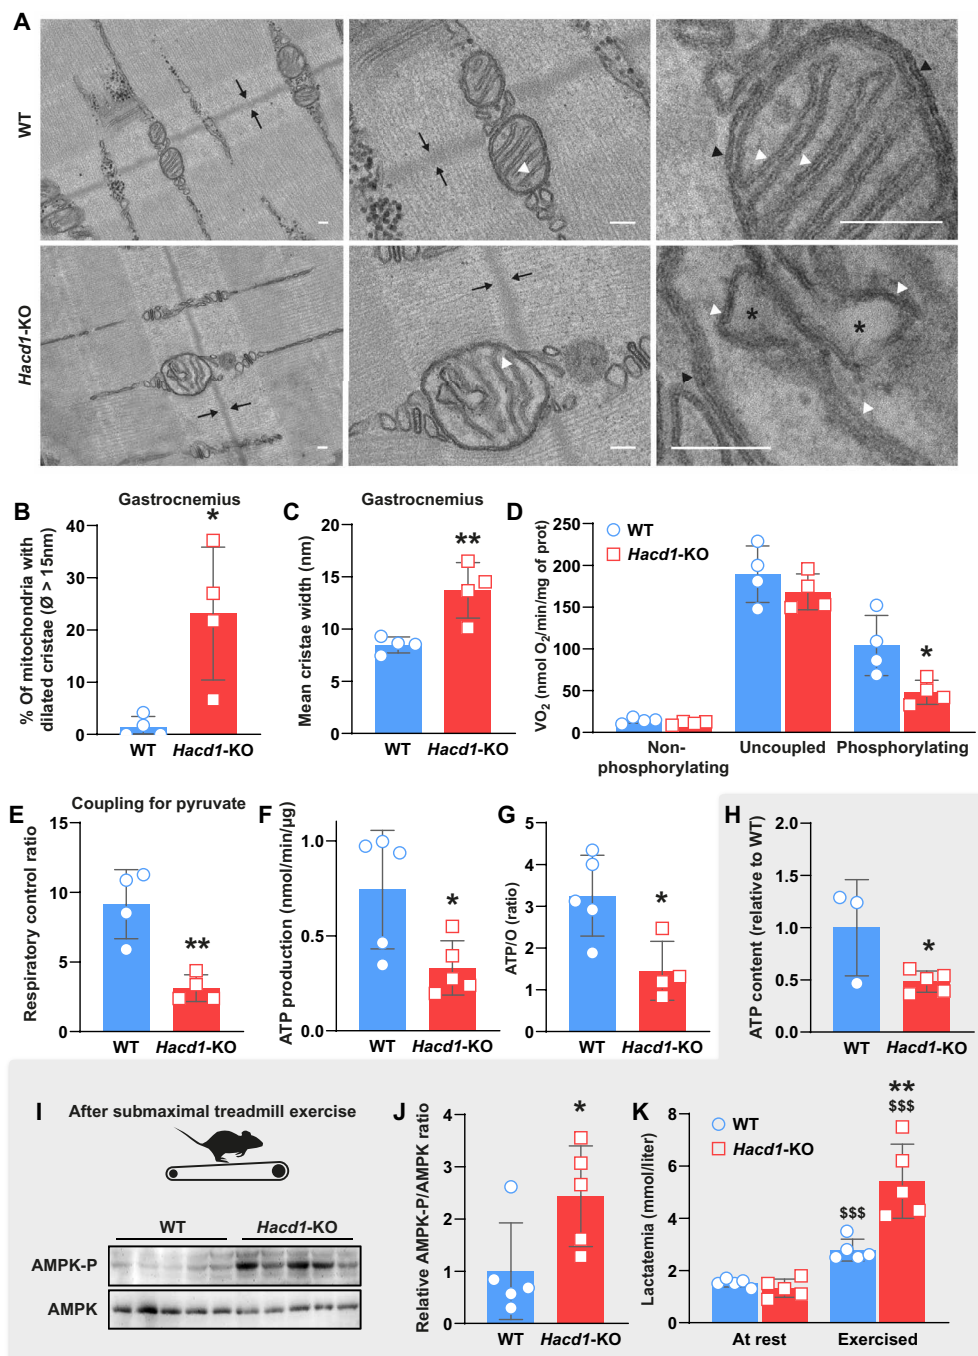 A
WT
Hacd1-KO
* *
B
Gastrocnemius
% Of mitochondria with
dilated cristae (Ø > 15nm)
40
30
20
10
0
*
WT
Hacd1-KO
C
Gastrocnemius
Mean cristae width (nm)
20
15
10
5
0
**
WT
Hacd1-KO
D
VO2 (nmol O2/min/mg of prot)
250
200
150
100
50
0
WT
Hacd1-KO
*
Non-
phosphorylating
Uncoupled
Phosphorylating
E
Coupling for pyruvate
Respiratory control ratio
15
10
5
0
**
WT
Hacd1-KO
F
ATP production (nmol/min/µg)
1.0
0.5
0.0
*
WT
Hacd1-KO
G
ATP/O (ratio)
5
4
3
2
1
0
*
WT
Hacd1-KO
H
ATP content (relative to WT)
2.0
1.5
1.0
0.5
0.0
*
WT
Hacd1-KO
I
After submaximal treadmill exercise
WT
Hacd1-KO
AMPK-P
AMPK
J
Relative AMPK-P/AMPK ratio
4
3
2
1
0
*
WT
Hacd1-KO
K
Lactatemia (mmol/liter)
8
6
4
2
0
WT
Hacd1-KO
$$$
**
$$$
At rest
Exercised